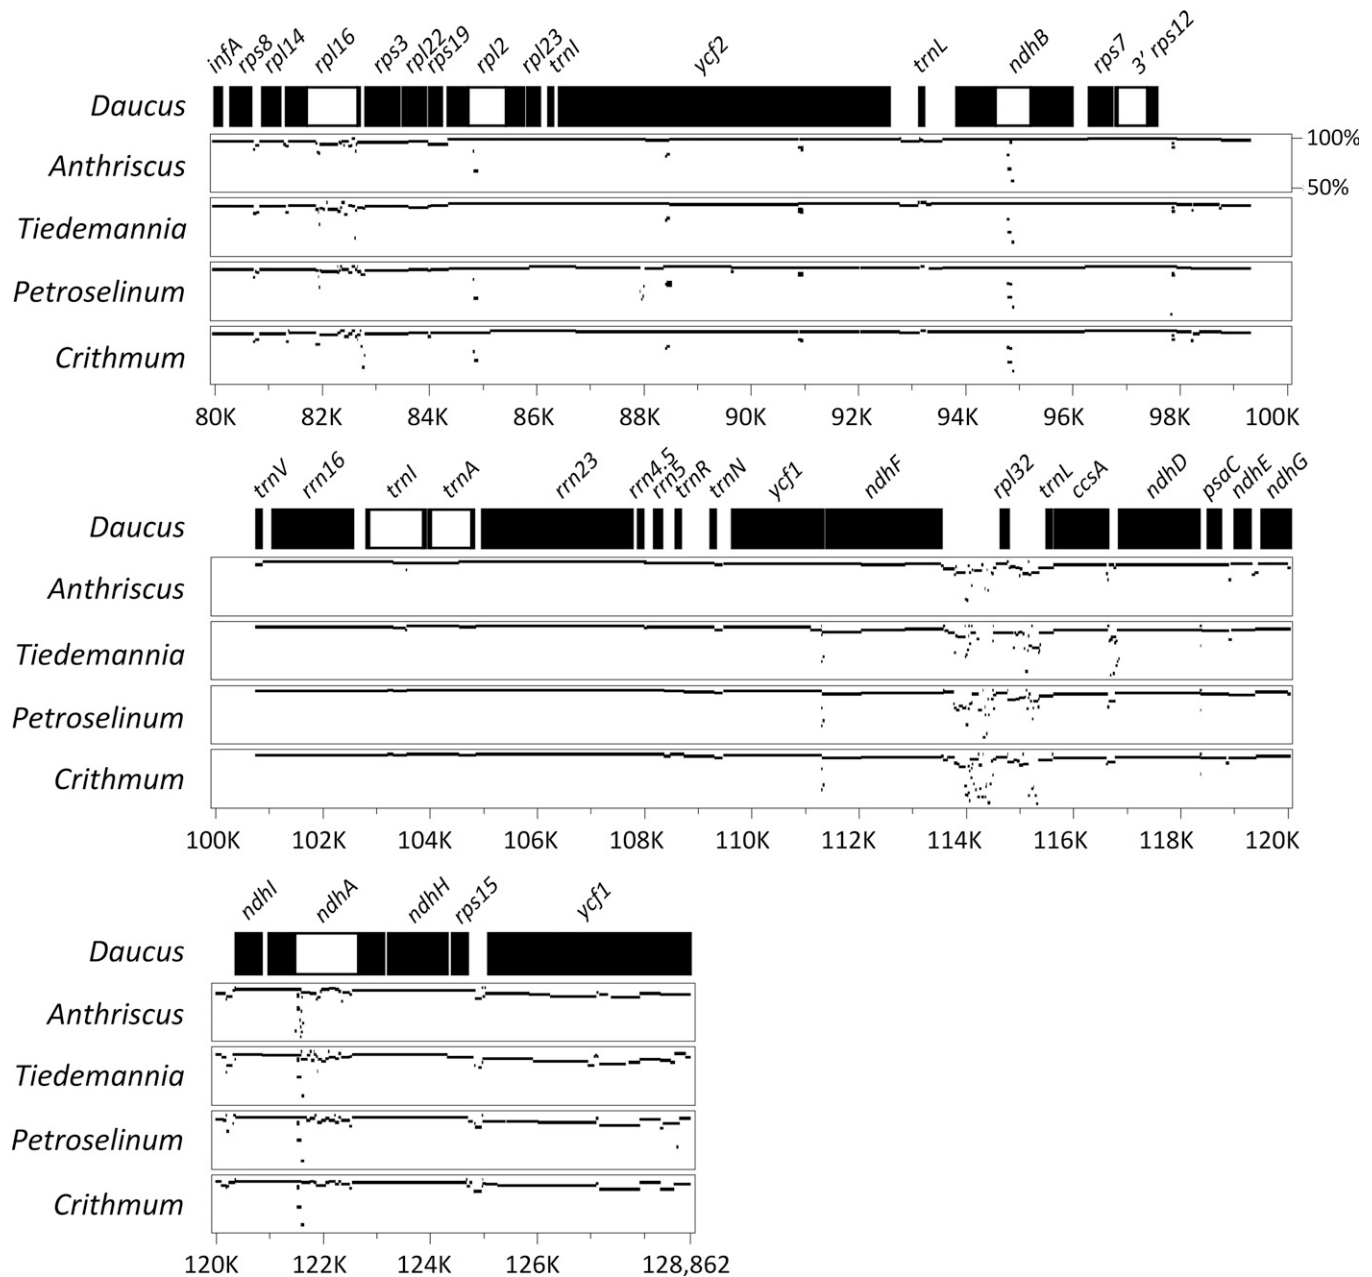 infA rps8 rpl14 rpl16 rps3 rpl22 rps19 rpl2 rpl23 trnI ycf2 trnL ndhB rps7 3' rps12
Daucus
Anthriscus 100%
50%
Tiedemannia
Petroselinum
Crithmum
80K 82K 84K 86K 88K 90K 92K 94K 96K 98K 100K
trnV rrn16 trnI trnA rrn23 rrn4.5 rrn5 trnR trnN ycf1 ndhF rpl32 trnL ccsA ndhD psaC ndhE ndhG
Daucus
Anthriscus
Tiedemannia
Petroselinum
Crithmum
100K 102K 104K 106K 108K 110K 112K 114K 116K 118K 120K
ndhI ndhA ndhH rps15 ycf1
Daucus
Anthriscus
Tiedemannia
Petroselinum
Crithmum
120K 122K 124K 126K 128,862